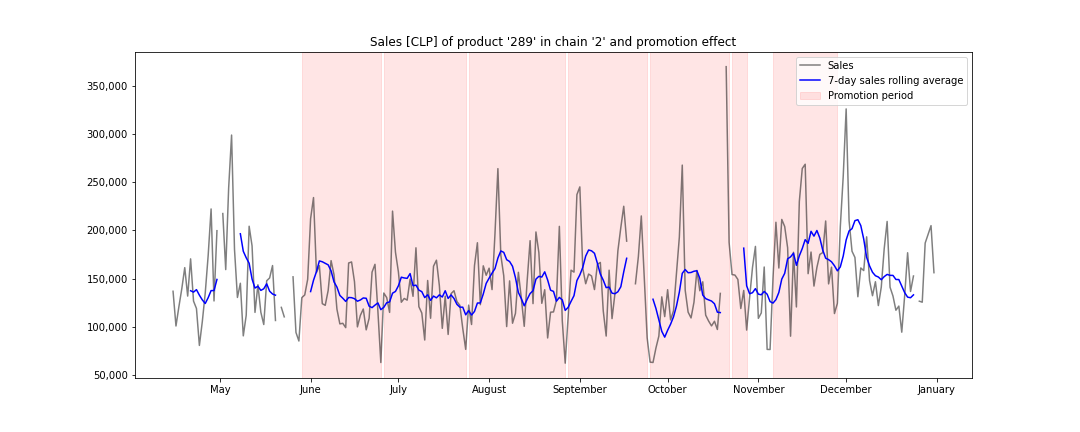 Sales [CLP] of product '289' in chain '2' and promotion effect
350,000
300,000
250,000
200,000
150,000
100,000
50,000
Sales
7-day sales rolling average
Promotion period
May June July August September October November December January